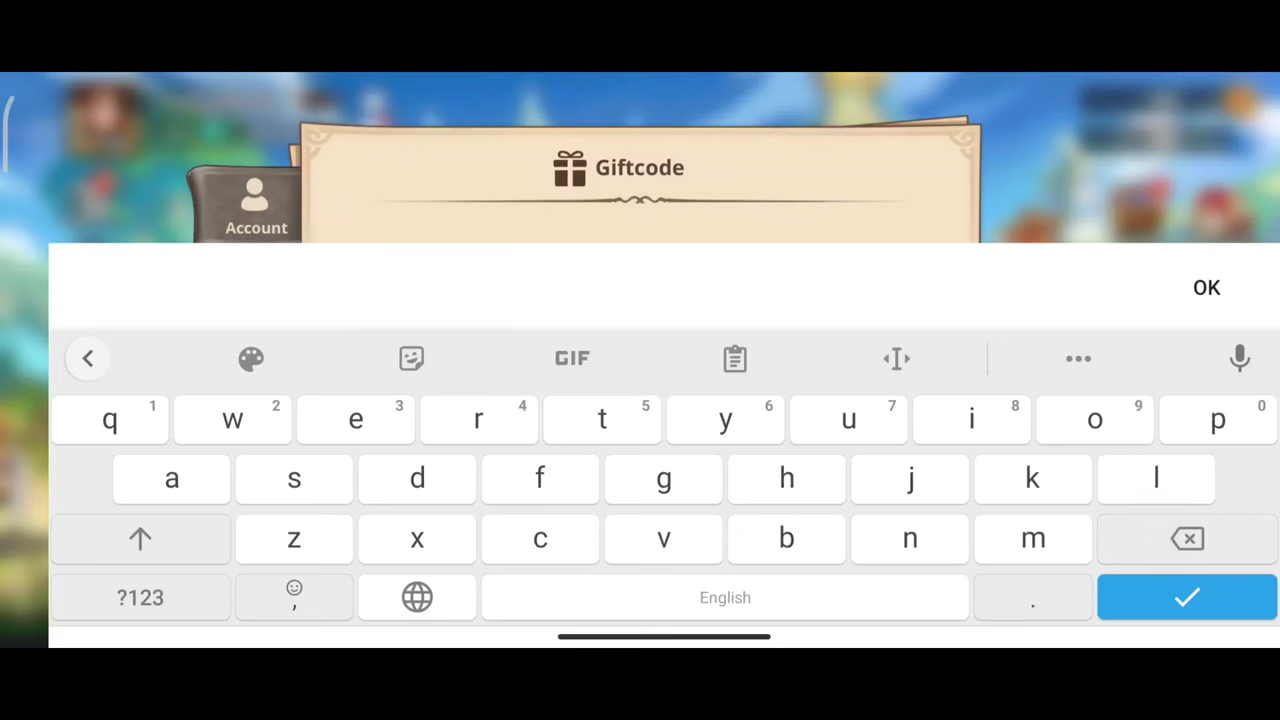 Giftcode
Account
OK
GIF
q 1 w 2 e 3 r 4 t 5 y 6 u 7 i 8 o 9 p 0
a s d f g h j k l
z x c v b n m
?123 , English .